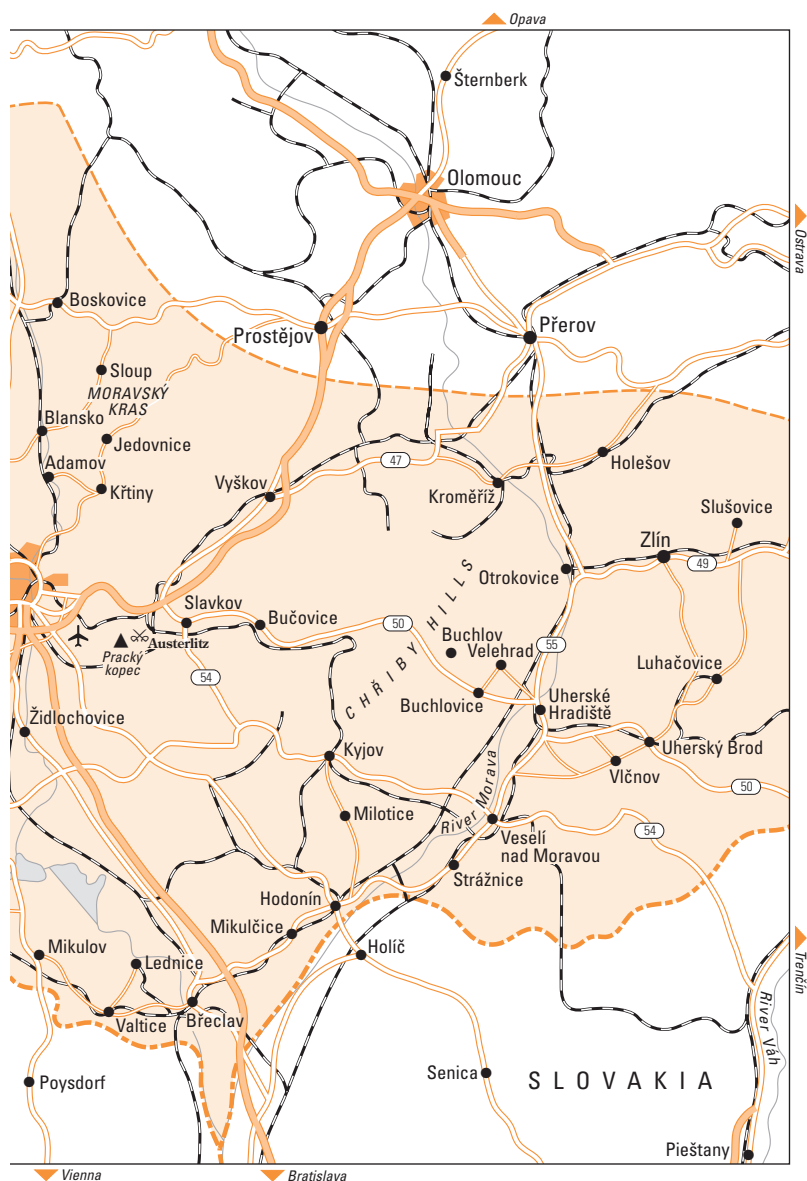 Opava
Šternberk
Olomouc
Ostrava
Boskovice
Prostějov
Přerov
Sloup
MORAVSKÝ
KRAS
Blansko
Jedovnice
Adamov
Křtiny
47
Holešov
Vyškov
Kroměříž
Slušovice
Zlín
49
Otrokovice
CHŘIBY HILLS
Slavkov
Bučovice
50
Austerlitz
Pracký
kopec
Buchlov
Velehrad
55
Luhačovice
54
Buchlovice
Uherské
Hradiště
Židlochovice
Uherský Brod
Kyjov
Vlčnov
50
Milotice
River Morava
Veselí
nad Moravou
54
Strážnice
Hodonín
Mikulčice
Holíč
Mikulov
Lednice
Trenčín
Valtice
Břeclav
River Váh
Poysdorf
Senica
SLOVAKIA
Pieštany
Vienna
Bratislava